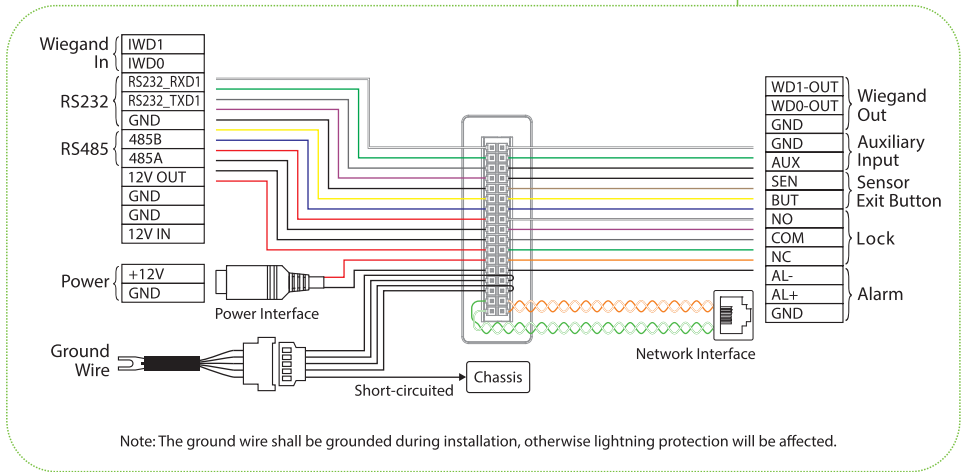 Wiegand
In
IWD1
IWD0
RS232
RS232_RXD1
RS232_TXD1
GND
RS485
485B
485A
12V OUT
GND
GND
12V IN
Power
+12V
GND
Power Interface
Ground
Wire
Short-circuited
Chassis
Network Interface
WD1-OUT
WD0-OUT
GND
Wiegand
Out
GND
AUX
Auxiliary
Input
SEN
BUT
Sensor
Exit Button
NO
COM
NC
Lock
AL-
AL+
GND
Alarm
Note: The ground wire shall be grounded during installation, otherwise lightning protection will be affected.